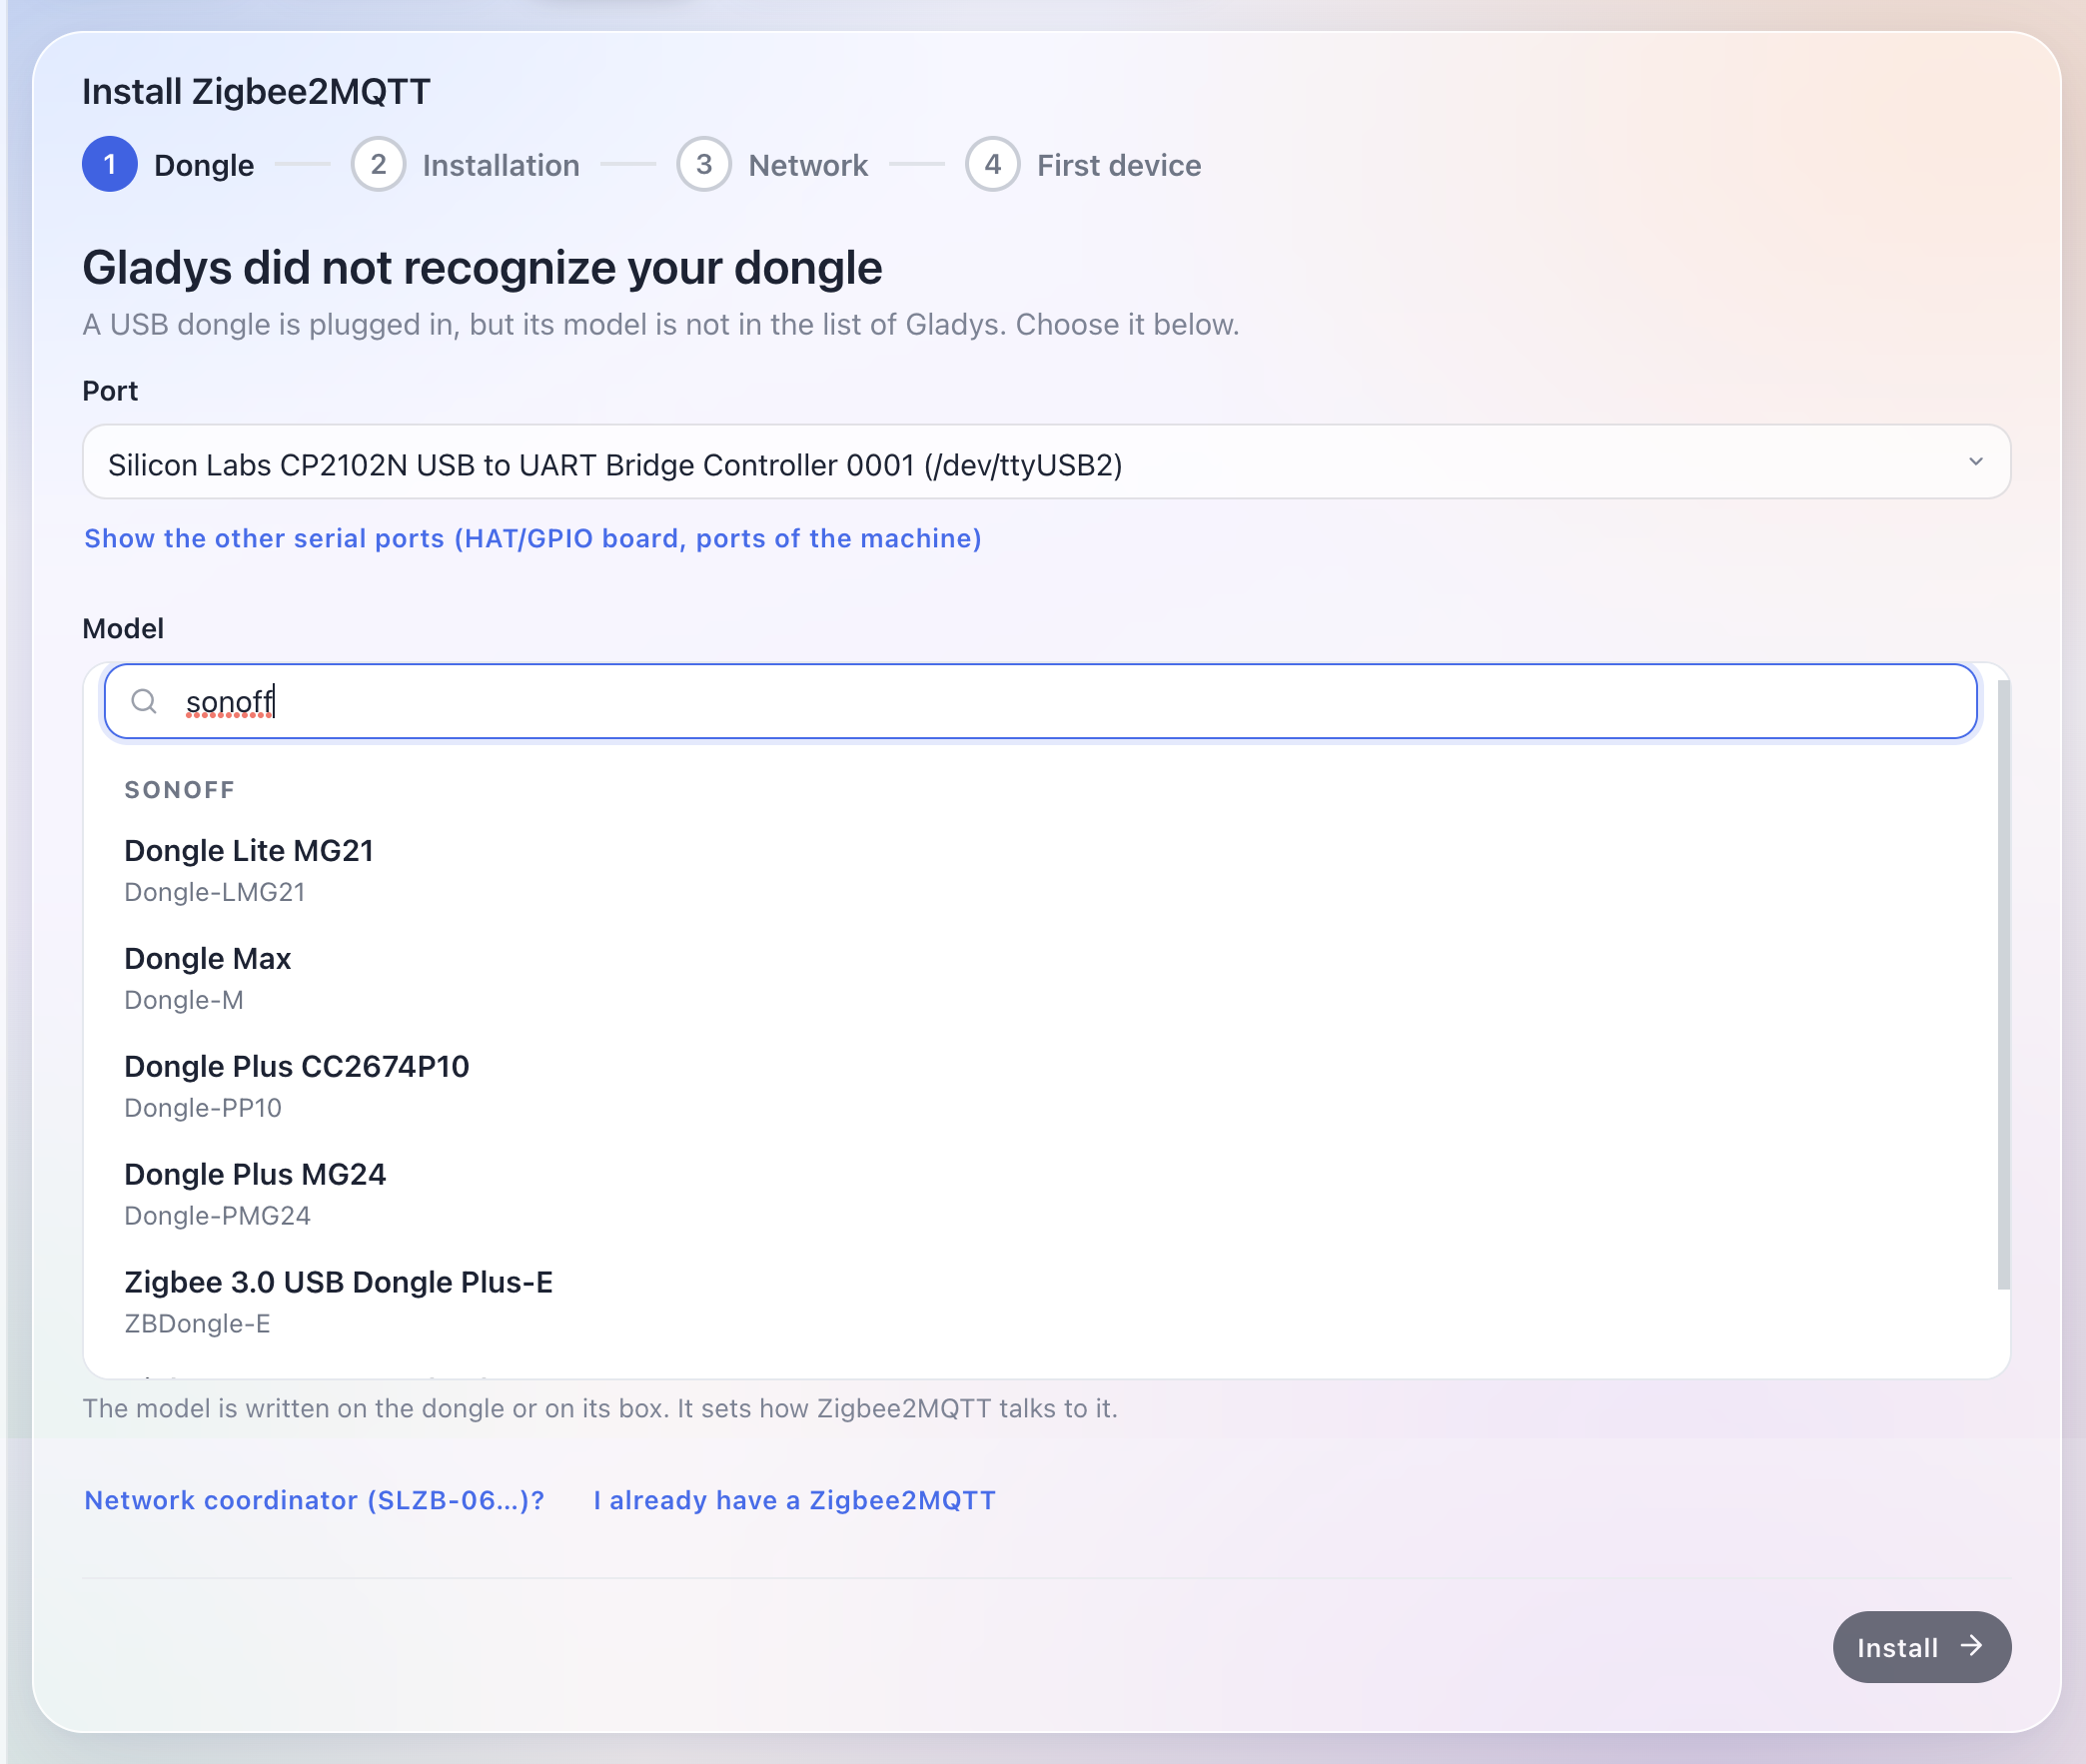 Install Zigbee2MQTT
1 Dongle 2 Installation 3 Network 4 First device
Gladys did not recognize your dongle
A USB dongle is plugged in, but its model is not in the list of Gladys. Choose it below.
Port
Silicon Labs CP2102N USB to UART Bridge Controller 0001 (/dev/ttyUSB2)
Show the other serial ports (HAT/GPIO board, ports of the machine)
Model
sonoff
SONOFF
Dongle Lite MG21
Dongle-LMG21
Dongle Max
Dongle-M
Dongle Plus CC2674P10
Dongle-PP10
Dongle Plus MG24
Dongle-PMG24
Zigbee 3.0 USB Dongle Plus-E
ZBDongle-E
The model is written on the dongle or on its box. It sets how Zigbee2MQTT talks to it.
Network coordinator (SLZB-06...)? I already have a Zigbee2MQTT
Install